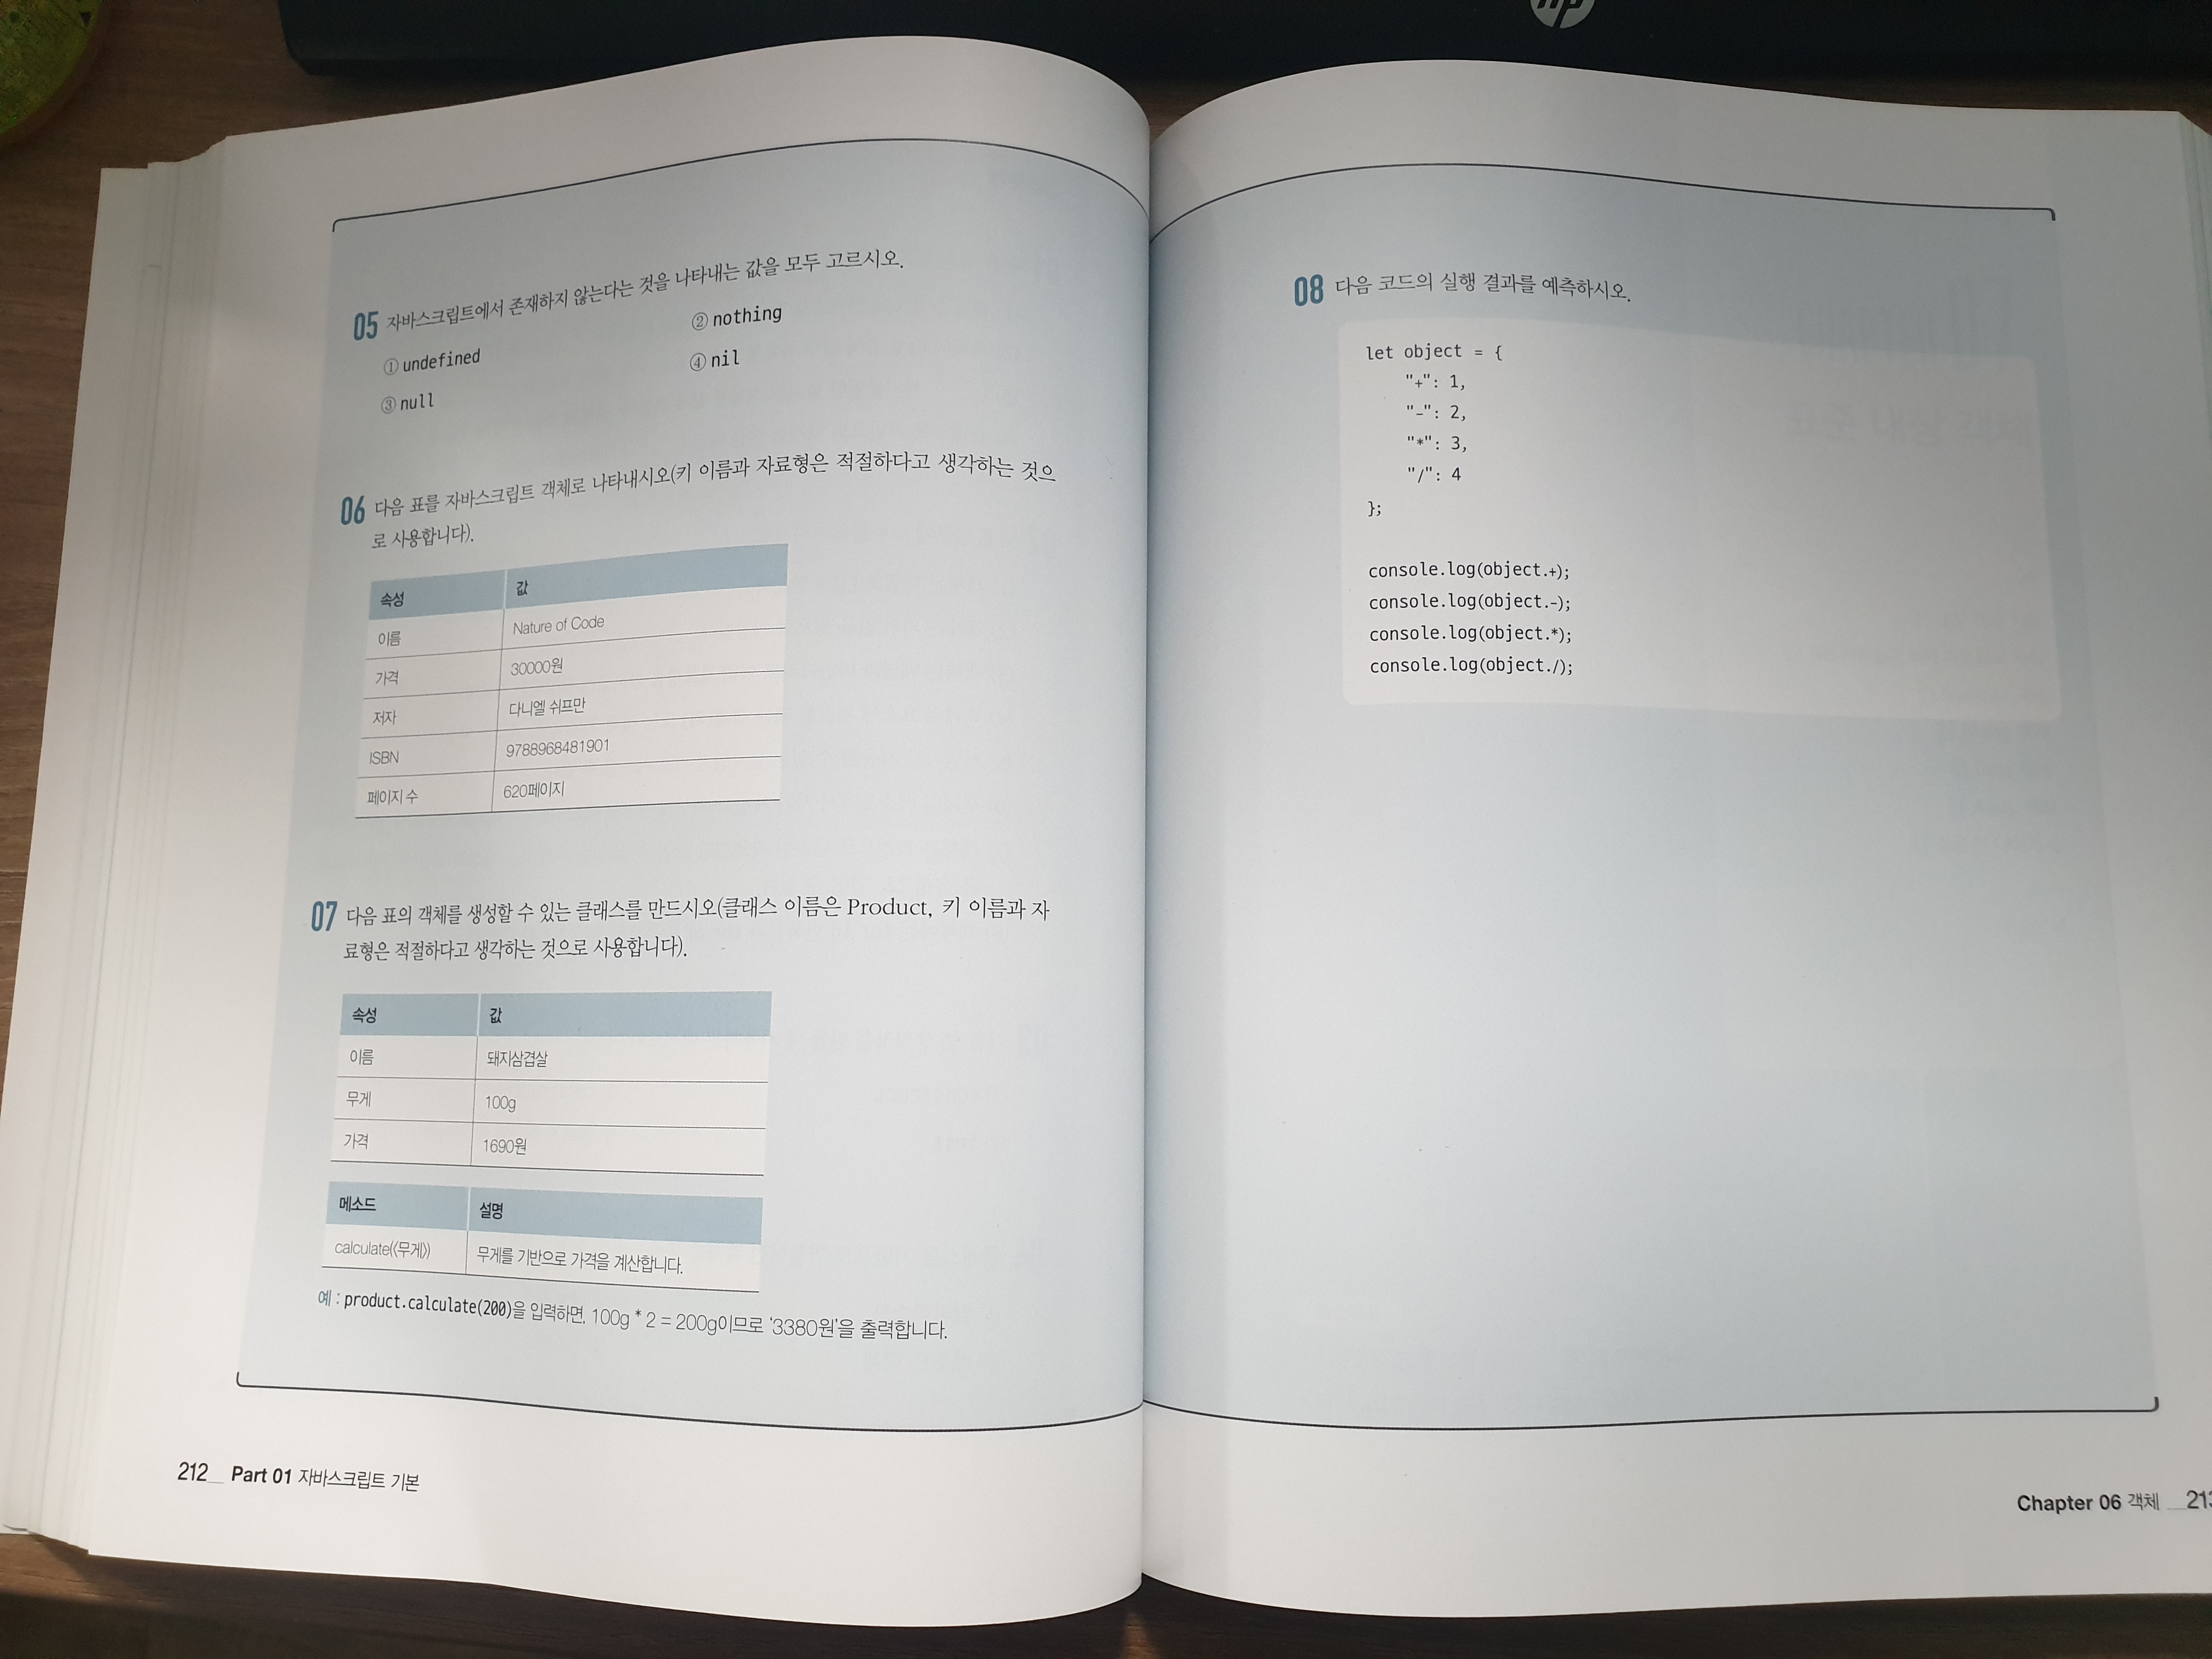 hp
05 자바스크립트에서 존재하지 않는다는 것을 나타내는 값을 모두 고르시오.
① undefined ② nothing
③ null ④ nil
06 다음 표를 자바스크립트 객체로 나타내시오(키 이름과 자료형은 적절하다고 생각하는 것으
로 사용합니다).
속성 값
이름 Nature of Code
가격 30000원
저자 다니엘 쉬프만
ISBN 9788968481901
페이지 수 620페이지
07 다음 표의 객체를 생성할 수 있는 클래스를 만드시오(클래스 이름은 Product, 키 이름과 자
료형은 적절하다고 생각하는 것으로 사용합니다).
속성 값
이름 돼지삼겹살
무게 100g
가격 1690원
메소드 설명
calculate(《무게》) 무게를 기반으로 가격을 계산합니다.
예 : product.calculate(200)을 입력하면, 100g * 2 = 200g이므로 '3380원'을 출력합니다.
212__ Part 01 자바스크립트 기본
08 다음 코드의 실행 결과를 예측하시오.
let object = {
"+": 1,
"-": 2,
"*": 3,
"/": 4
};
console.log(object.+);
console.log(object.-);
console.log(object.*);
console.log(object./);
Chapter 06 객체 __213